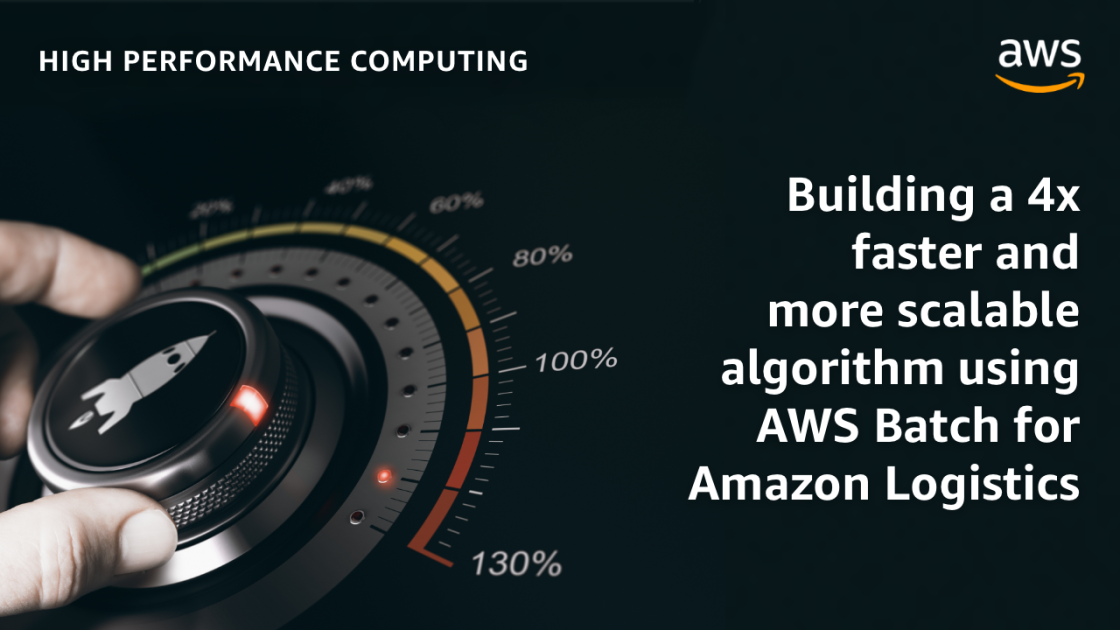 HIGH PERFORMANCE COMPUTING
aws
Building a 4x
faster and
more scalable
algorithm using
AWS Batch for
Amazon Logistics
20%
40%
60%
80%
100%
130%